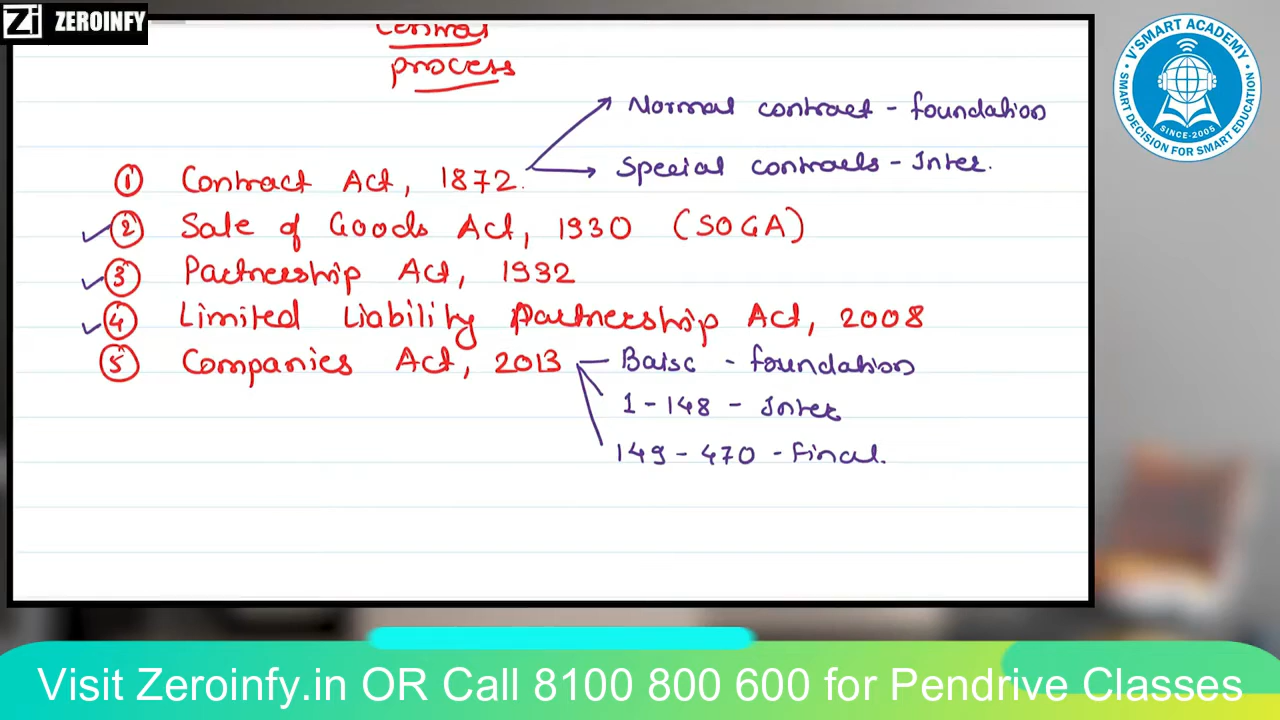 Zi ZEROINFY
process
Normal contract - foundation
Special contracts - Inter.
① Contract Act, 1872.
② Sale of Goods Act, 1930 (SOGA)
③ Partnership Act, 1932
④ Limited Liability Partnership Act, 2008
⑤ Companies Act, 2013
Baisc - foundation
1 - 148 - Inter
149 - 470 - Final.
V'SMART ACADEMY
SINCE-2005
SMART DECISION FOR SMART EDUCATION
Visit Zeroinfy.in OR Call 8100 800 600 for Pendrive Classes